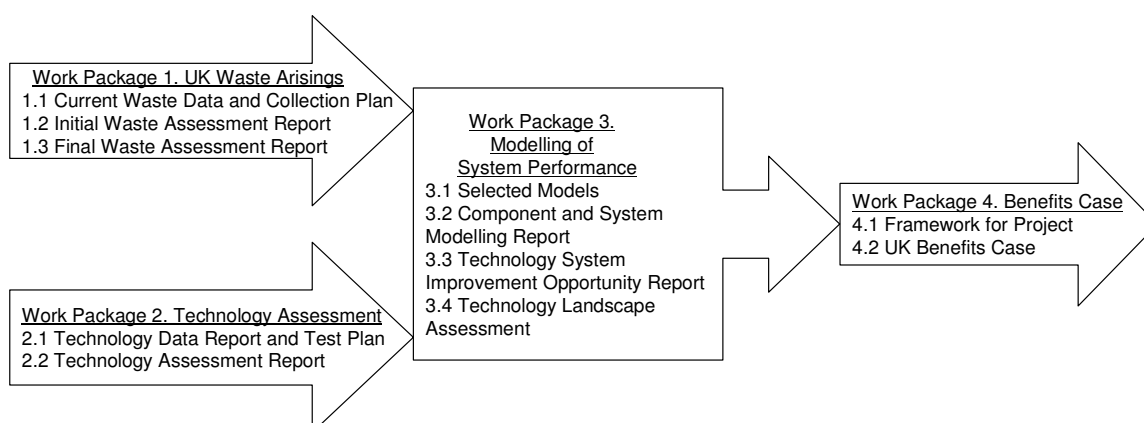 Work Package 1. UK Waste Arisings
1.1 Current Waste Data and Collection Plan
1.2 Initial Waste Assessment Report
1.3 Final Waste Assessment Report
Work Package 2. Technology Assessment
2.1 Technology Data Report and Test Plan
2.2 Technology Assessment Report
Work Package 3.
Modelling of
System Performance
3.1 Selected Models
3.2 Component and System
Modelling Report
3.3 Technology System
Improvement Opportunity Report
3.4 Technology Landscape
Assessment
Work Package 4. Benefits Case
4.1 Framework for Project
4.2 UK Benefits Case